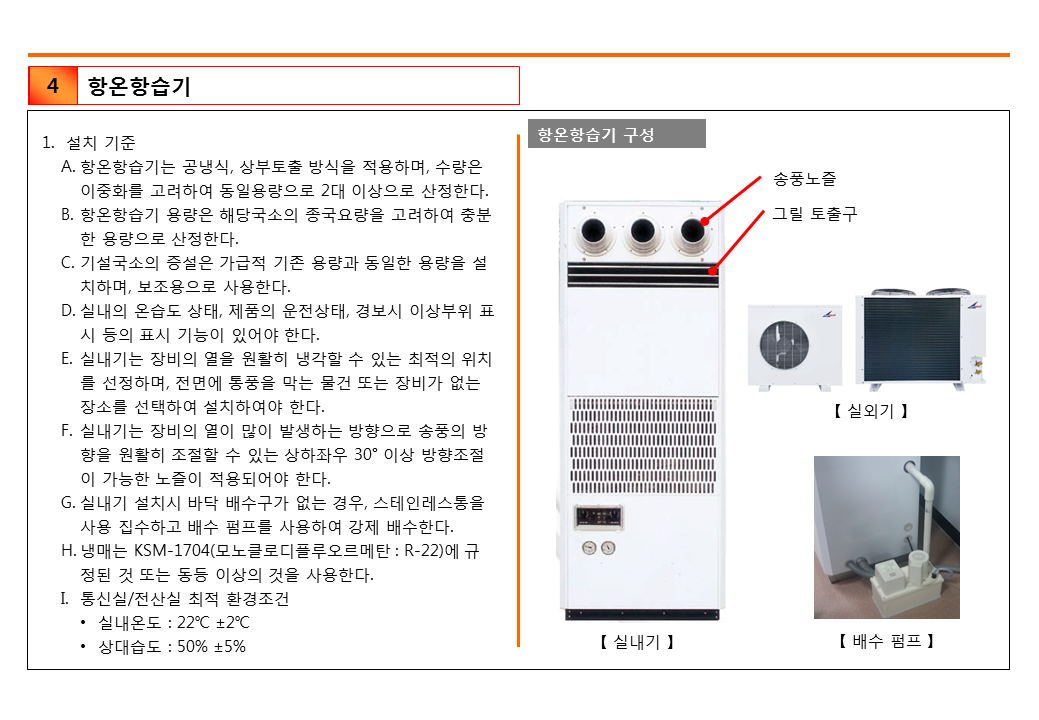 4 항온항습기
1. 설치 기준
A. 항온항습기는 공냉식, 상부토출 방식을 적용하며, 수량은
이중화를 고려하여 동일용량으로 2대 이상으로 산정한다.
B. 항온항습기 용량은 해당국소의 종국요량을 고려하여 충분
한 용량으로 산정한다.
C. 기설국소의 증설은 가급적 기존 용량과 동일한 용량을 설
치하며, 보조용으로 사용한다.
D. 실내의 온습도 상태, 제품의 운전상태, 경보시 이상부위 표
시 등의 표시 기능이 있어야 한다.
E. 실내기는 장비의 열을 원활히 냉각할 수 있는 최적의 위치
를 선정하며, 전면에 통풍을 막는 물건 또는 장비가 없는
장소를 선택하여 설치하여야 한다.
F. 실내기는 장비의 열이 많이 발생하는 방향으로 송풍의 방
향을 원활히 조절할 수 있는 상하좌우 30° 이상 방향조절
이 가능한 노즐이 적용되어야 한다.
G. 실내기 설치시 바닥 배수구가 없는 경우, 스테인레스통을
사용 집수하고 배수 펌프를 사용하여 강제 배수한다.
H. 냉매는 KSM-1704(모노클로디플루오르메탄 : R-22)에 규
정된 것 또는 동등 이상의 것을 사용한다.
I. 통신실/전산실 최적 환경조건
• 실내온도 : 22℃ ±2℃
• 상대습도 : 50% ±5%
항온항습기 구성
송풍노즐
그릴 토출구
【 실외기 】
【 실내기 】
【 배수 펌프 】